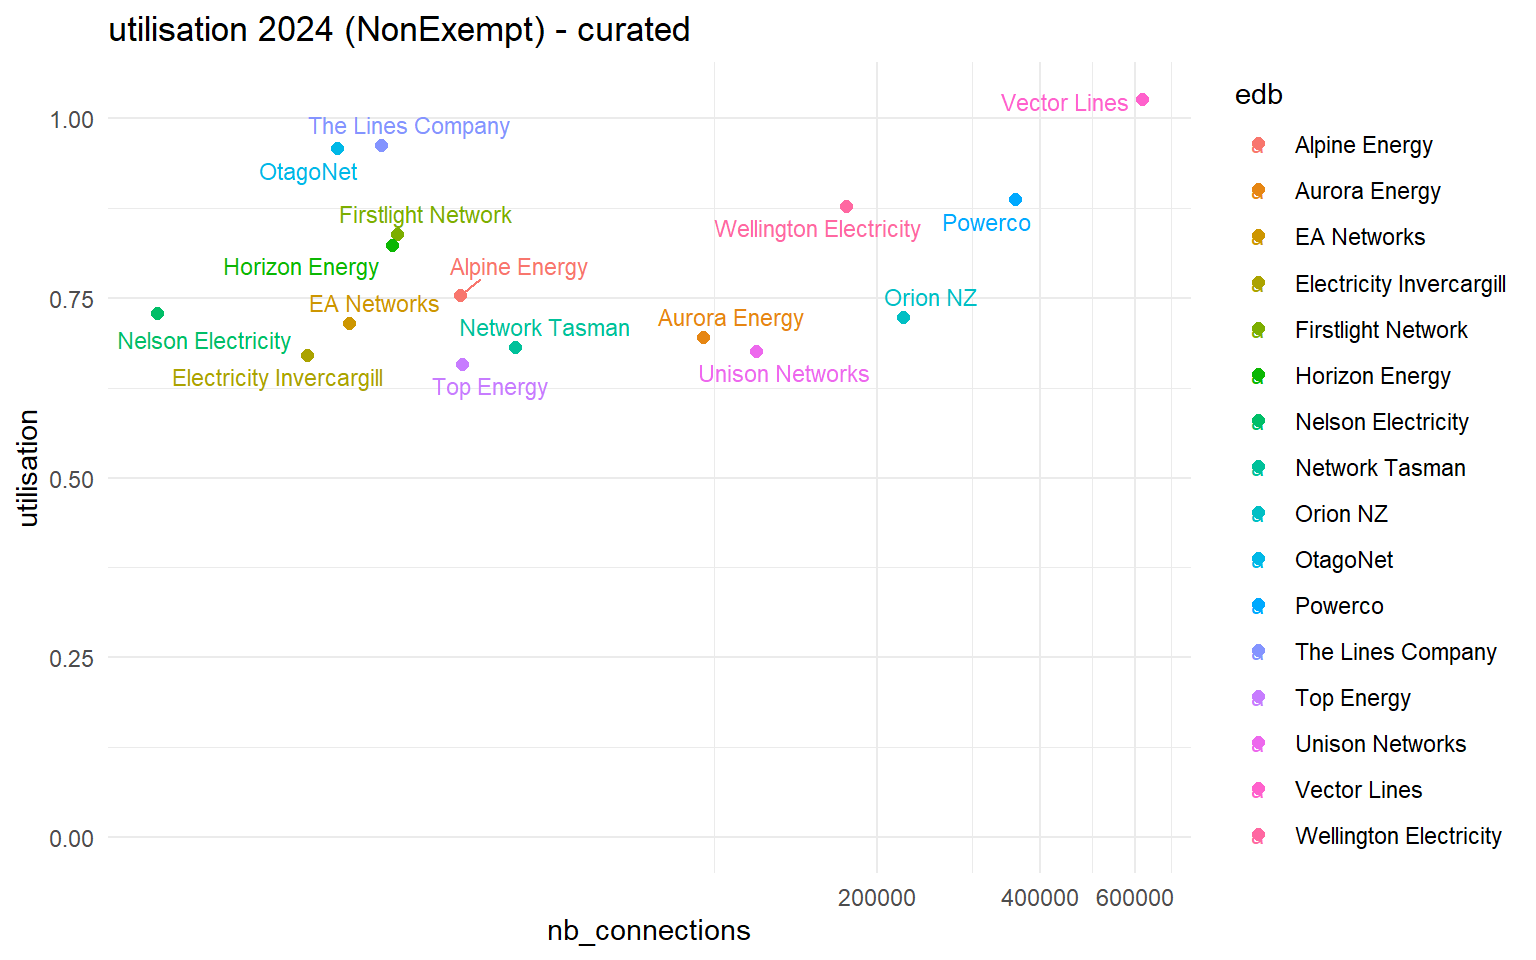 utilisation 2024 (NonExempt) - curated
Vector Lines
The Lines Company
OtagoNet
Firstlight Network
Wellington Electricity
Powerco
Horizon Energy
Alpine Energy
EA Networks
Orion NZ
Nelson Electricity
Network Tasman
Aurora Energy
Electricity Invercargill
Top Energy
Unison Networks
1.00
0.75
0.50
0.25
0.00
utilisation
200000
400000
600000
nb_connections
edb
a Alpine Energy
a Aurora Energy
a EA Networks
a Electricity Invercargill
a Firstlight Network
a Horizon Energy
a Nelson Electricity
a Network Tasman
a Orion NZ
a OtagoNet
a Powerco
a The Lines Company
a Top Energy
a Unison Networks
a Vector Lines
a Wellington Electricity